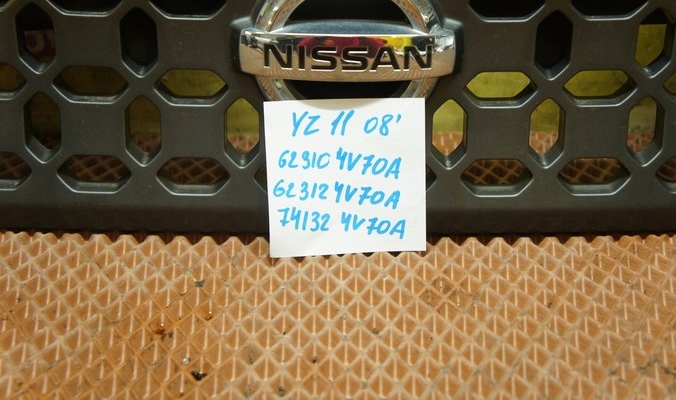 NISSAN
YZ 11 08'
62310 4V70A
62312 4V70A
74132 4V70A